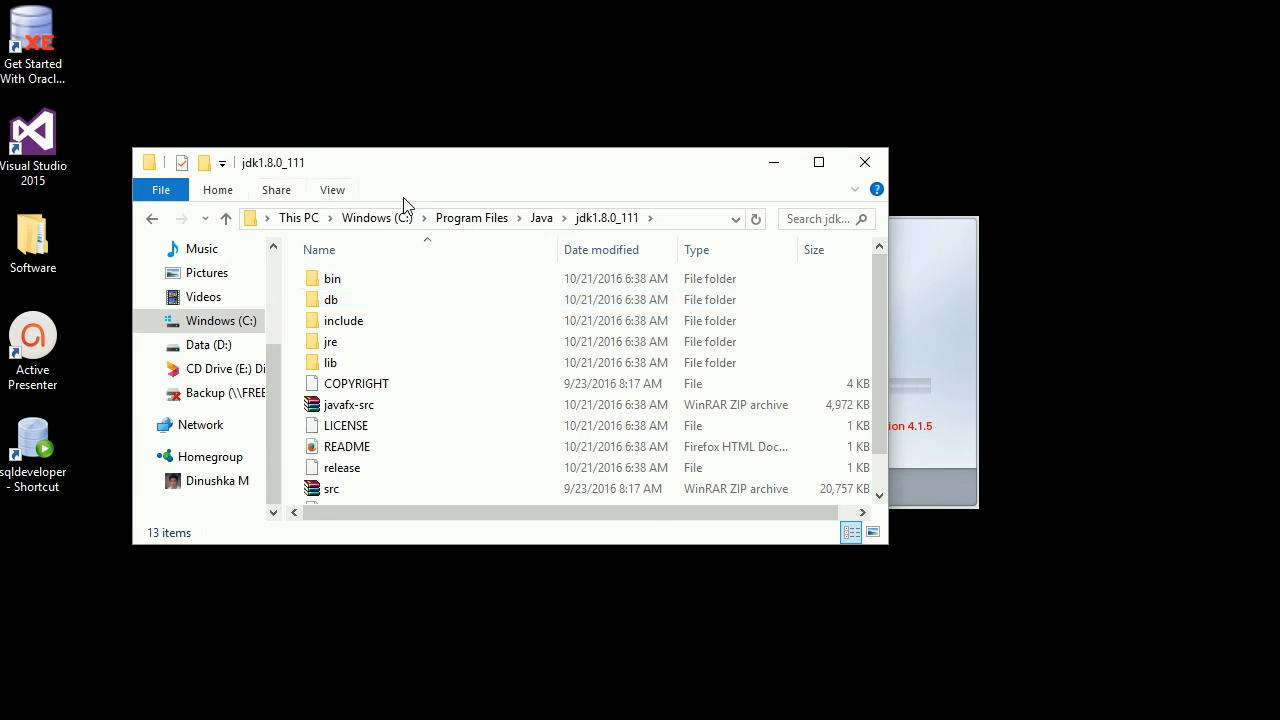 XE
Get Started
With Oracl...
Visual Studio
2015
Software
Active
Presenter
sqldeveloper
- Shortcut
jdk1.8.0_111
File Home Share View
This PC Windows (C:) Program Files Java jdk1.8.0_111 Search jdk...
Name Date modified Type Size
Music
Pictures
Videos
Windows (C:)
Data (D:)
CD Drive (E:) Di
Backup (\\FREE
Network
Homegroup
Dinushka M
bin 10/21/2016 6:38 AM File folder
db 10/21/2016 6:38 AM File folder
include 10/21/2016 6:38 AM File folder
jre 10/21/2016 6:38 AM File folder
lib 10/21/2016 6:38 AM File folder
COPYRIGHT 9/23/2016 8:17 AM File 4 KB
javafx-src 10/21/2016 6:38 AM WinRAR ZIP archive 4,972 KB
LICENSE 10/21/2016 6:38 AM File 1 KB
README 10/21/2016 6:38 AM Firefox HTML Doc... 1 KB
release 10/21/2016 6:38 AM File 1 KB
src 9/23/2016 8:17 AM WinRAR ZIP archive 20,757 KB
13 items
ion 4.1.5